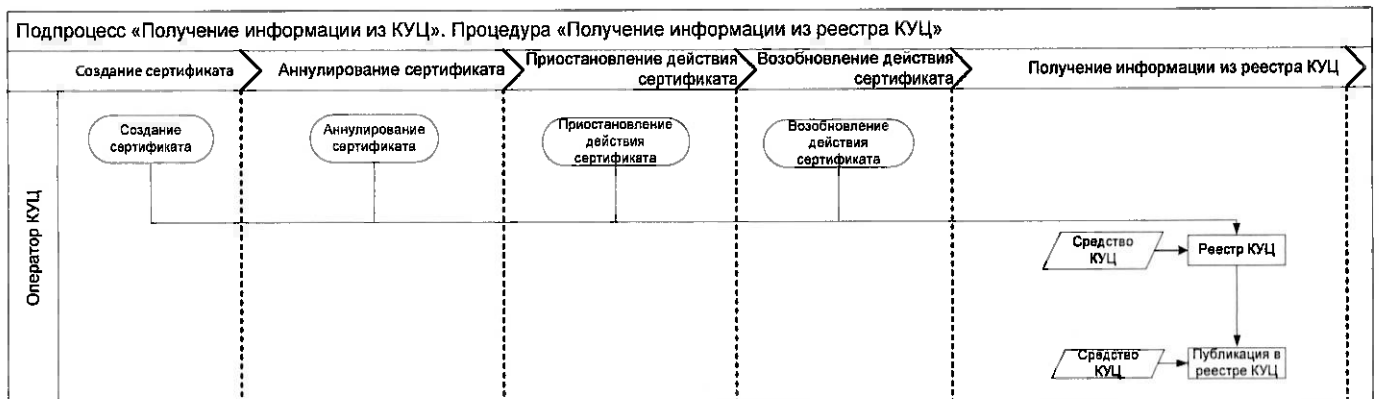 Подпроцесс «Получение информации из КУЦ». Процедура «Получение информации из реестра КУЦ»
Создание сертификата
Аннулирование сертификата
Приостановление действия
сертификата
Возобновление действия
сертификата
Получение информации из реестра КУЦ
Оператор КУЦ
Создание
сертификата
Аннулирование
сертификата
Приостановление
действия
сертификата
Возобновление
действия
сертификата
Средство
КУЦ
Реестр КУЦ
Средство
КУЦ
Публикация в
реестре КУЦ